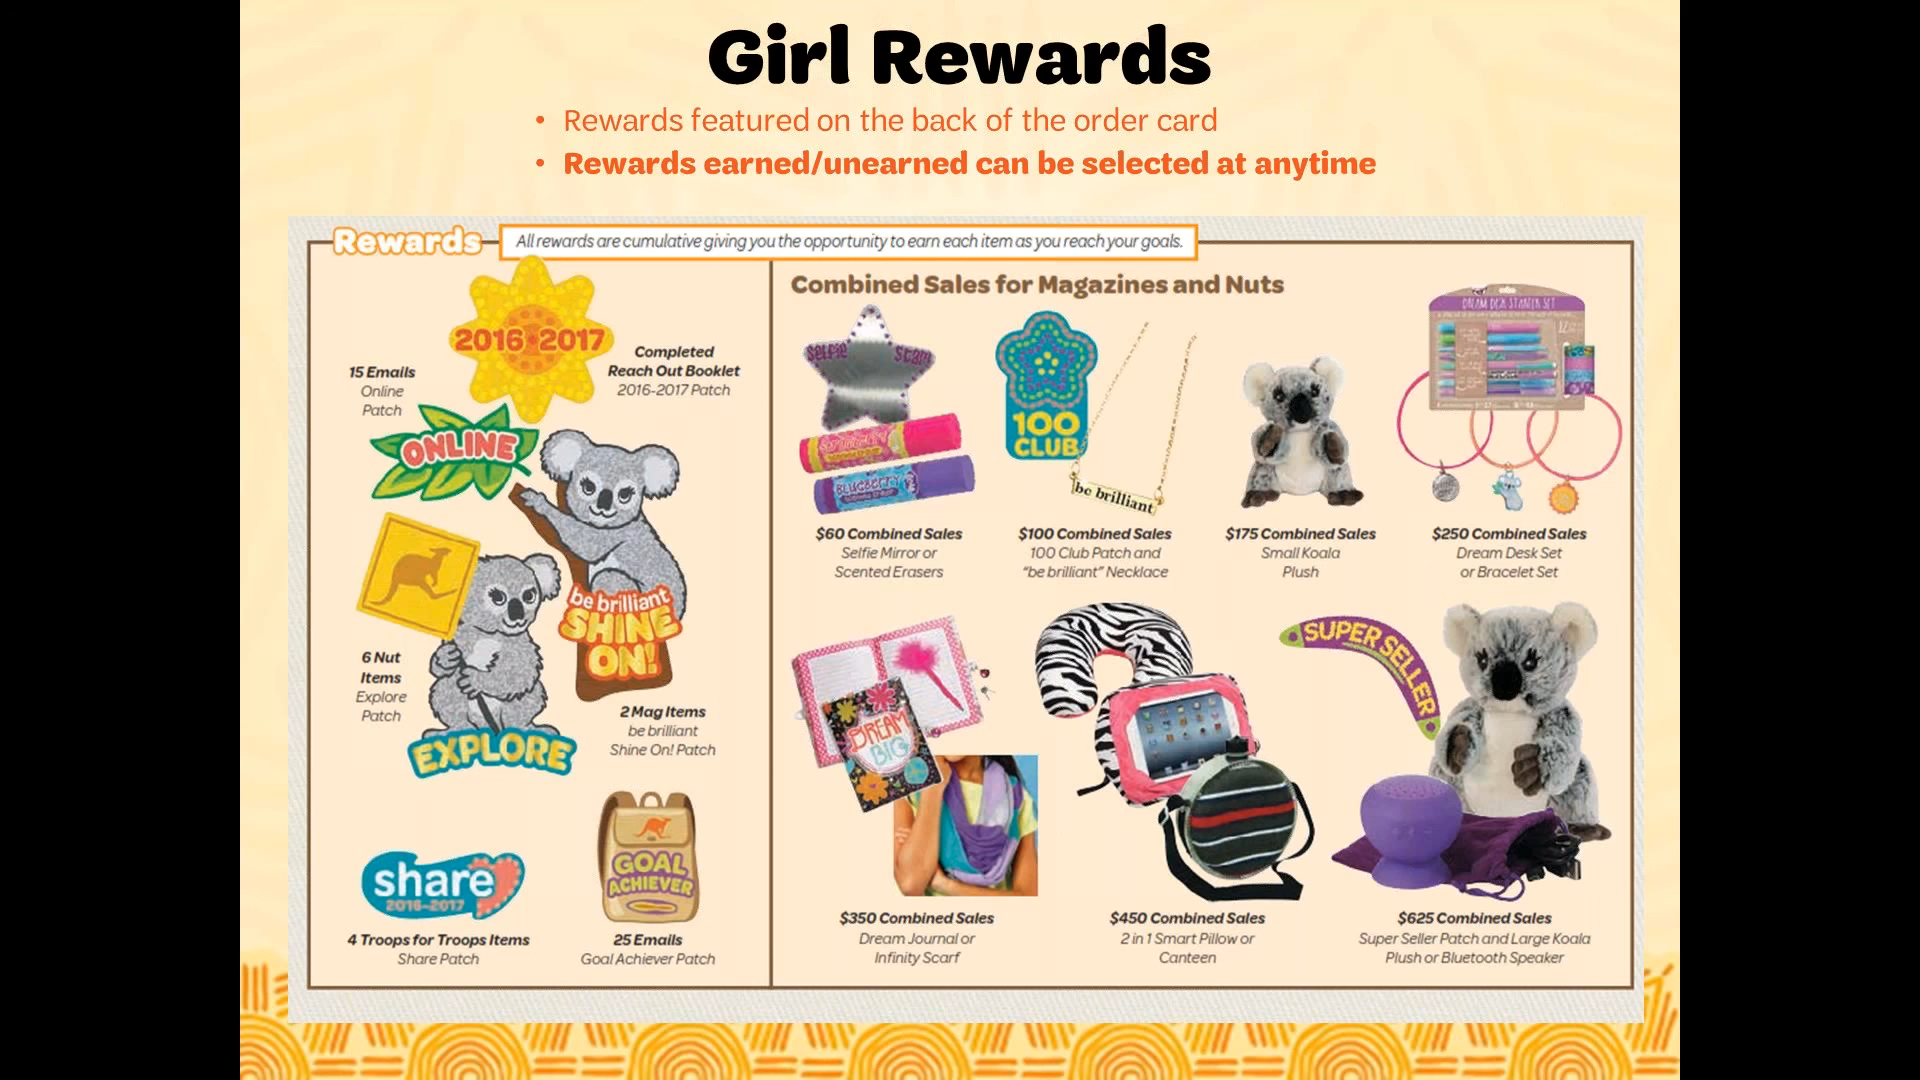 Girl Rewards
• Rewards featured on the back of the order card
• Rewards earned/unearned can be selected at anytime
Rewards
All rewards are cumulative giving you the opportunity to earn each item as you reach your goals.
2016 2017
15 Emails
Online
Patch
Completed
Reach Out Booklet
2016-2017 Patch
ONLINE
be brilliant
SHINE
ON!
6 Nut
Items
Explore
Patch
EXPLORE
2 Mag Items
be brilliant
Shine On! Patch
share
2016-2017
GOAL
ACHIEVER
4 Troops for Troops Items
Share Patch
25 Emails
Goal Achiever Patch
Combined Sales for Magazines and Nuts
Selfie Star
Strawberry
BLUEBERRY
100
CLUB
be brilliant
DREAM DESK STARTER SET
$60 Combined Sales
Selfie Mirror or
Scented Erasers
$100 Combined Sales
100 Club Patch and
"be brilliant" Necklace
$175 Combined Sales
Small Koala
Plush
$250 Combined Sales
Dream Desk Set
or Bracelet Set
DREAM
BIG
SUPER SELLER
$350 Combined Sales
Dream Journal or
Infinity Scarf
$450 Combined Sales
2 in 1 Smart Pillow or
Canteen
$625 Combined Sales
Super Seller Patch and Large Koala
Plush or Bluetooth Speaker